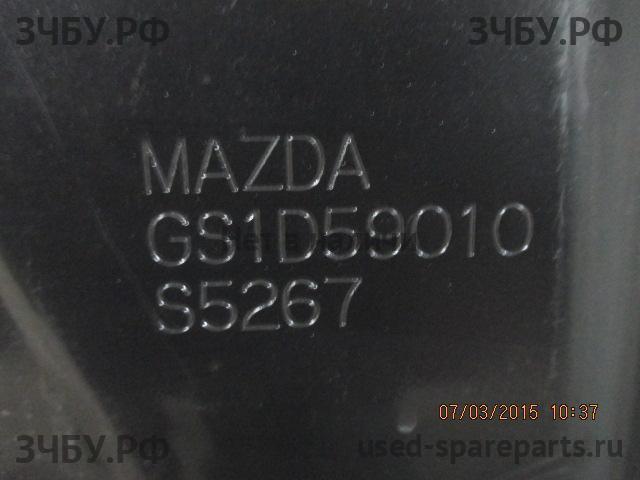 ЗЧБУ.РФ ЗЧБУ.РФ
MAZDA
GS1D59010
S5267
07/03/2015 10:37
ЗЧБУ.РФ used-spareparts.ru